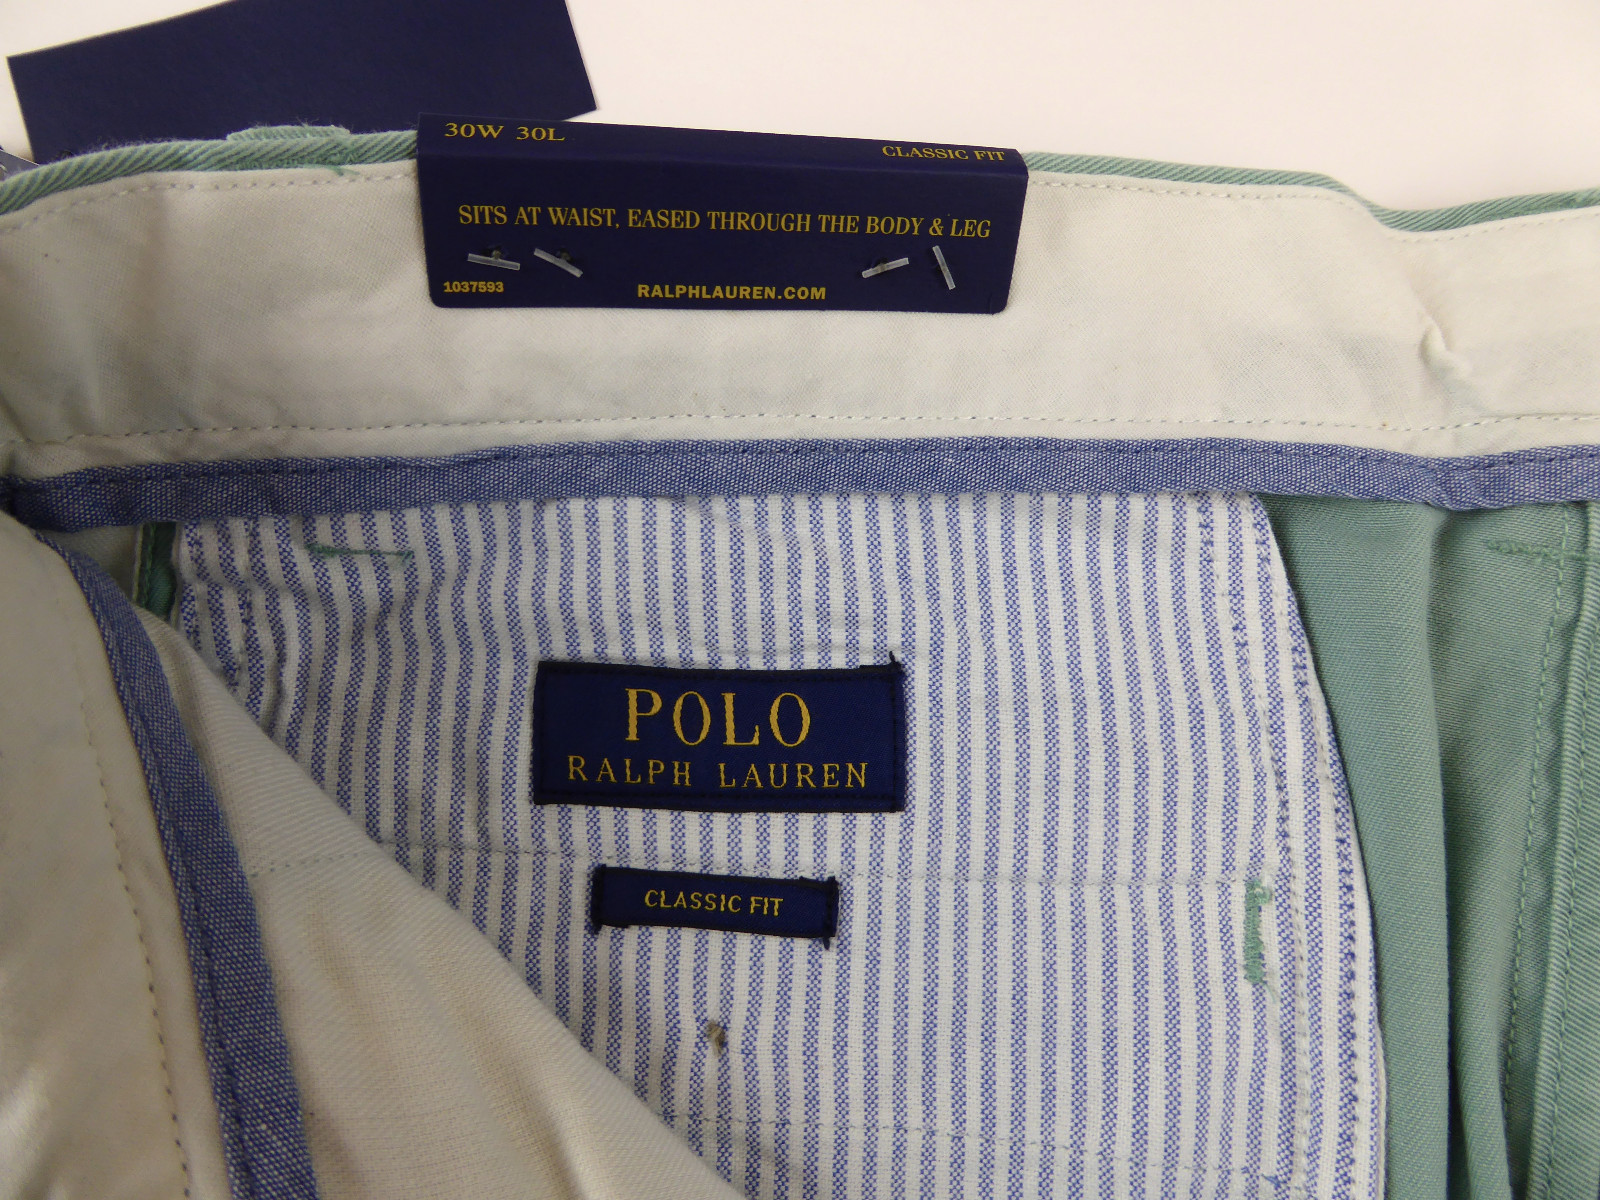 30W 30L
CLASSIC FIT
SITS AT WAIST, EASED THROUGH THE BODY & LEG
1037593
RALPHLAUREN.COM
POLO
RALPH LAUREN
CLASSIC FIT